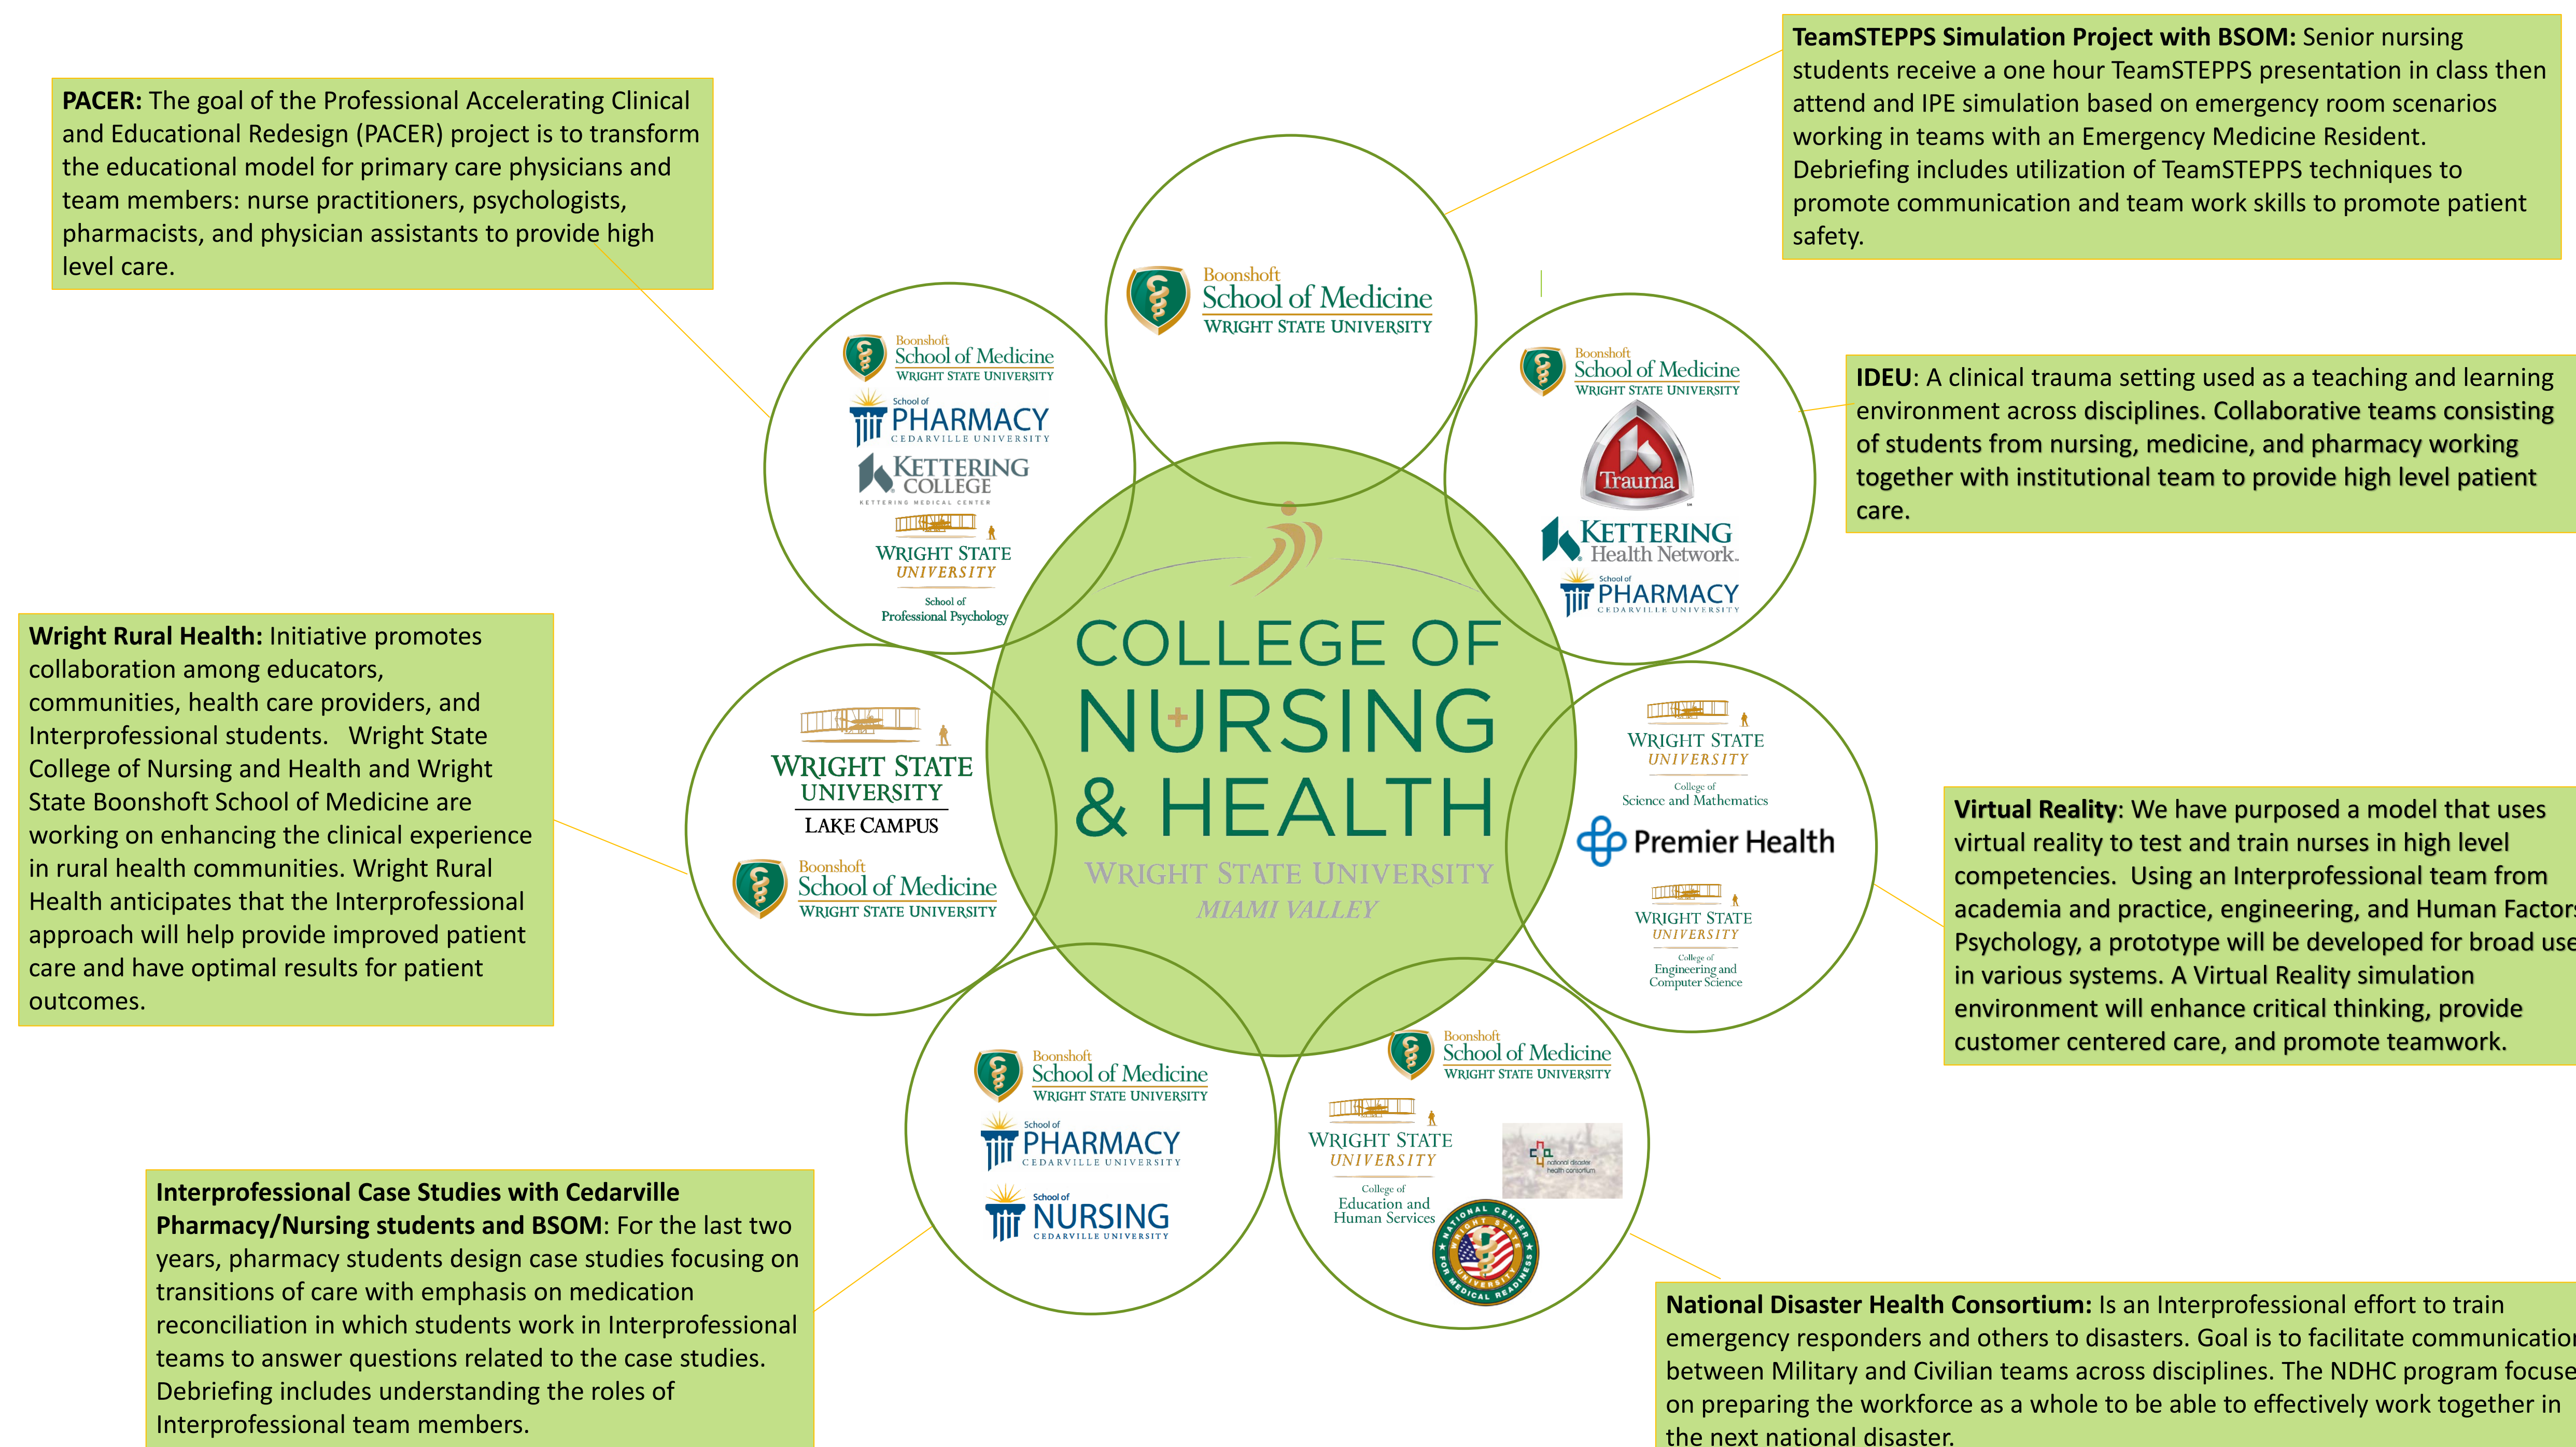 PACER: The goal of the Professional Accelerating Clinical
and Educational Redesign (PACER) project is to transform
the educational model for primary care physicians and
team members: nurse practitioners, psychologists,
pharmacists, and physician assistants to provide high
level care.
TeamSTEPPS Simulation Project with BSOM: Senior nursing
students receive a one hour TeamSTEPPS presentation in class then
attend and IPE simulation based on emergency room scenarios
working in teams with an Emergency Medicine Resident.
Debriefing includes utilization of TeamSTEPPS techniques to
promote communication and team work skills to promote patient
safety.
Boonshoft
School of Medicine
WRIGHT STATE UNIVERSITY
Boonshoft
School of Medicine
WRIGHT STATE UNIVERSITY
School of
PHARMACY
CEDARVILLE UNIVERSITY
KETTERING
COLLEGE
KETTERING MEDICAL CENTER
WRIGHT STATE
UNIVERSITY
School of
Professional Psychology
Boonshoft
School of Medicine
WRIGHT STATE UNIVERSITY
Trauma
KETTERING
Health Network
School of
PHARMACY
CEDARVILLE UNIVERSITY
IDEU: A clinical trauma setting used as a teaching and learning
environment across disciplines. Collaborative teams consisting
of students from nursing, medicine, and pharmacy working
together with institutional team to provide high level patient
care.
COLLEGE OF
NURSING
& HEALTH
WRIGHT STATE UNIVERSITY
MIAMI VALLEY
Wright Rural Health: Initiative promotes
collaboration among educators,
communities, health care providers, and
Interprofessional students.   Wright State
College of Nursing and Health and Wright
State Boonshoft School of Medicine are
working on enhancing the clinical experience
in rural health communities. Wright Rural
Health anticipates that the Interprofessional
approach will help provide improved patient
care and have optimal results for patient
outcomes.
WRIGHT STATE
UNIVERSITY
LAKE CAMPUS
Boonshoft
School of Medicine
WRIGHT STATE UNIVERSITY
WRIGHT STATE
UNIVERSITY
College of
Science and Mathematics
Premier Health
WRIGHT STATE
UNIVERSITY
College of
Engineering and
Computer Science
Virtual Reality: We have purposed a model that uses
virtual reality to test and train nurses in high level
competencies.  Using an Interprofessional team from
academia and practice, engineering, and Human Factors
Psychology, a prototype will be developed for broad use
in various systems. A Virtual Reality simulation
environment will enhance critical thinking, provide
customer centered care, and promote teamwork.
Boonshoft
School of Medicine
WRIGHT STATE UNIVERSITY
School of
PHARMACY
CEDARVILLE UNIVERSITY
School of
NURSING
CEDARVILLE UNIVERSITY
Boonshoft
School of Medicine
WRIGHT STATE UNIVERSITY
WRIGHT STATE
UNIVERSITY
College of
Education and
Human Services
national disaster
health consortium
NATIONAL CENTER
FOR MEDICAL READINESS
WRIGHT STATE
UNIVERSITY
Interprofessional Case Studies with Cedarville
Pharmacy/Nursing students and BSOM: For the last two
years, pharmacy students design case studies focusing on
transitions of care with emphasis on medication
reconciliation in which students work in Interprofessional
teams to answer questions related to the case studies.
Debriefing includes understanding the roles of
Interprofessional team members.
National Disaster Health Consortium: Is an Interprofessional effort to train
emergency responders and others to disasters. Goal is to facilitate communication
between Military and Civilian teams across disciplines. The NDHC program focuse
on preparing the workforce as a whole to be able to effectively work together in
the next national disaster.